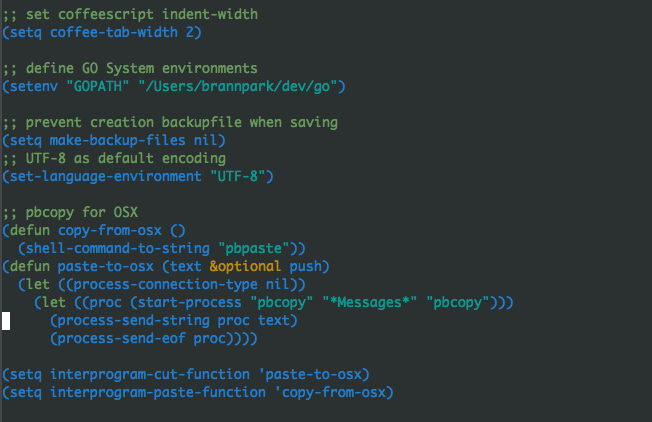 ;; set coffeescript indent-width
(setq coffee-tab-width 2)
;; define GO System environments
(setenv "GOPATH" "/Users/brannpark/dev/go")
;; prevent creation backupfile when saving
(setq make-backup-files nil)
;; UTF-8 as default encoding
(set-language-environment "UTF-8")
;; pbcopy for OSX
(defun copy-from-osx ()
  (shell-command-to-string "pbpaste"))
(defun paste-to-osx (text &optional push)
  (let ((process-connection-type nil))
    (let ((proc (start-process "pbcopy" "*Messages*" "pbcopy")))
      (process-send-string proc text)
      (process-send-eof proc))))
(setq interprogram-cut-function 'paste-to-osx)
(setq interprogram-paste-function 'copy-from-osx)